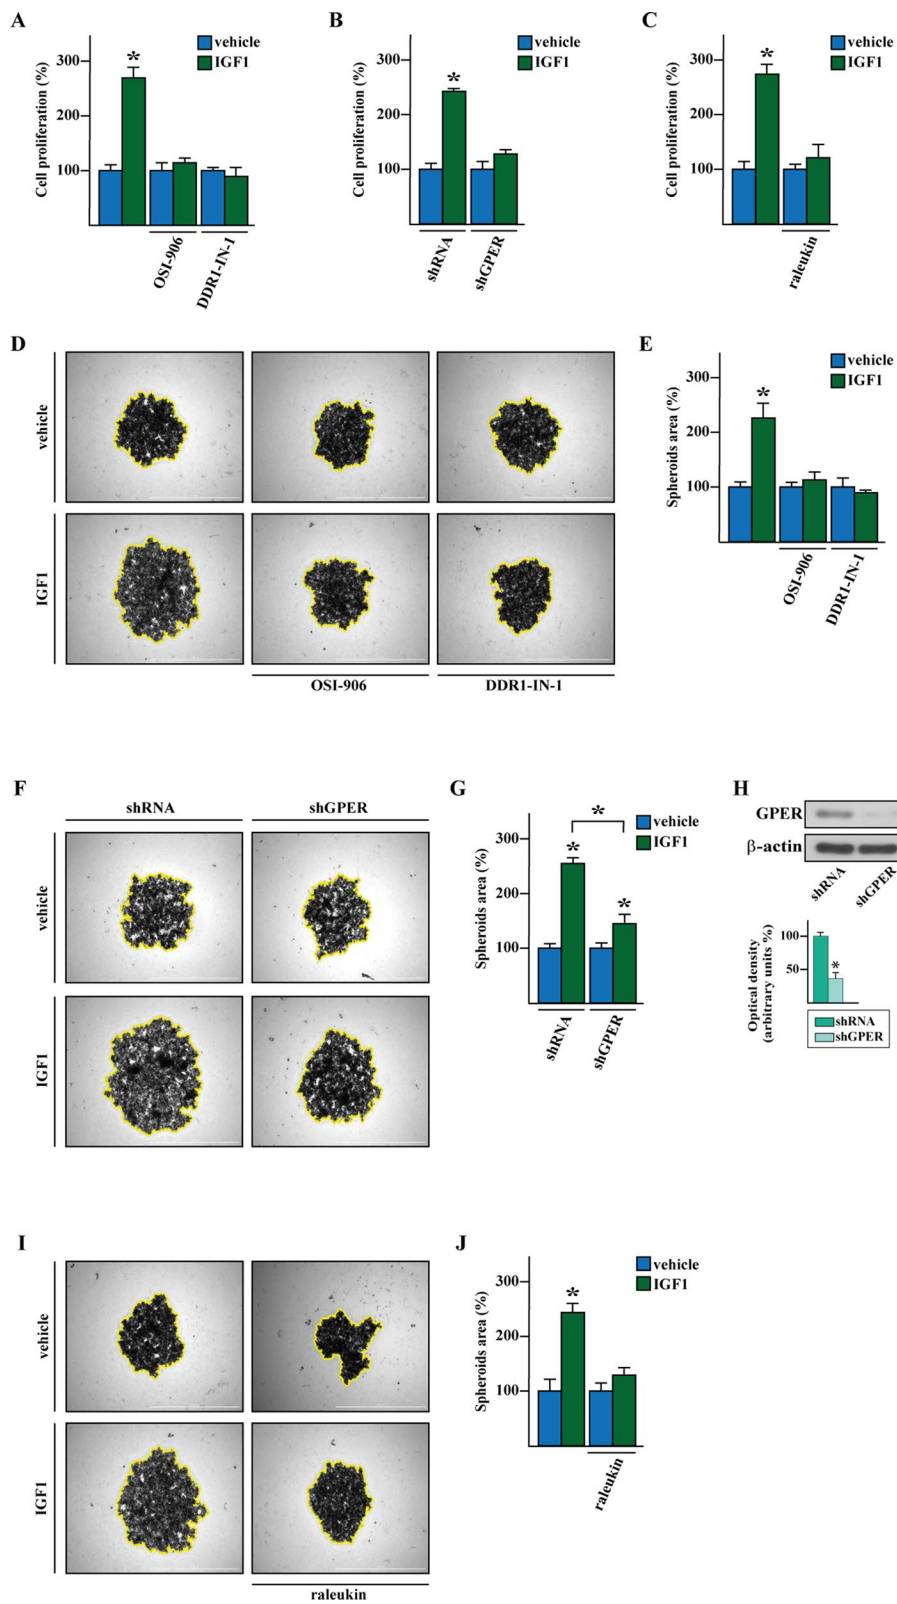 A
Cell proliferation (%)
300
200
100
vehicle
IGF1
*
OSI-906
DDR1-IN-1
B
Cell proliferation (%)
300
200
100
vehicle
IGF1
*
shRNA
shGPER
C
Cell proliferation (%)
300
200
100
vehicle
IGF1
*
raleukin
D
vehicle
IGF1
OSI-906
DDR1-IN-1
E
Spheroids area (%)
300
200
100
vehicle
IGF1
*
OSI-906
DDR1-IN-1
F
shRNA
shGPER
vehicle
IGF1
G
Spheroids area (%)
300
200
100
vehicle
IGF1
*
*
*
shRNA
shGPER
H
GPER
β-actin
shRNA
shGPER
Optical density
(arbitrary units %)
100
50
*
shRNA
shGPER
I
vehicle
IGF1
raleukin
J
Spheroids area (%)
300
200
100
vehicle
IGF1
*
raleukin